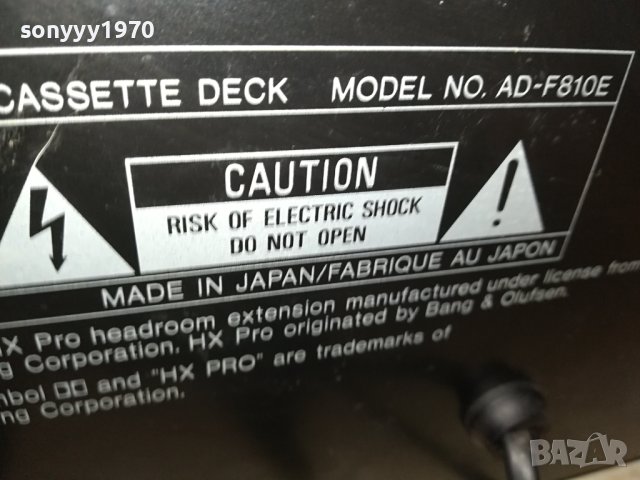 sonyyy1970
CASSETTE DECK MODEL NO. AD-F810E
CAUTION
RISK OF ELECTRIC SHOCK
DO NOT OPEN
MADE IN JAPAN/FABRIQUE AU JAPON
HX Pro headroom extension manufactured under license from
Corporation. HX Pro originated by Bang & Olufsen.
and "HX PRO" are trademarks of
Corporation.
BAZAR